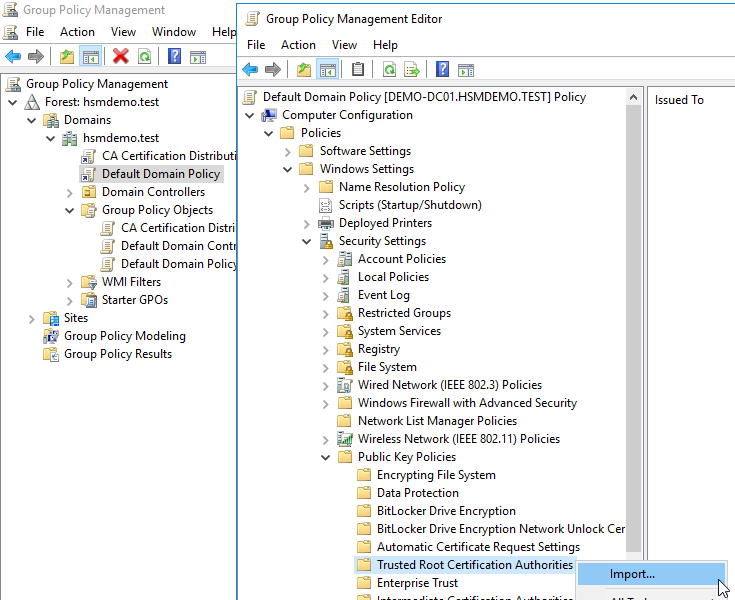 Group Policy Management
File Action View Window Help
Group Policy Management
Forest: hsmdemo.test
Domains
hsmdemo.test
CA Certification Distributi
Default Domain Policy
Domain Controllers
Group Policy Objects
CA Certification Distri
Default Domain Contr
Default Domain Policy
WMI Filters
Starter GPOs
Sites
Group Policy Modeling
Group Policy Results
Group Policy Management Editor
File Action View Help
Default Domain Policy [DEMO-DC01.HSMDEMO.TEST] Policy
Computer Configuration
Policies
Software Settings
Windows Settings
Name Resolution Policy
Scripts (Startup/Shutdown)
Deployed Printers
Security Settings
Account Policies
Local Policies
Event Log
Restricted Groups
System Services
Registry
File System
Wired Network (IEEE 802.3) Policies
Windows Firewall with Advanced Security
Network List Manager Policies
Wireless Network (IEEE 802.11) Policies
Public Key Policies
Encrypting File System
Data Protection
BitLocker Drive Encryption
BitLocker Drive Encryption Network Unlock Cer
Automatic Certificate Request Settings
Trusted Root Certification Authorities
Enterprise Trust
Intermediate Certification Authorities
Issued To
Import...